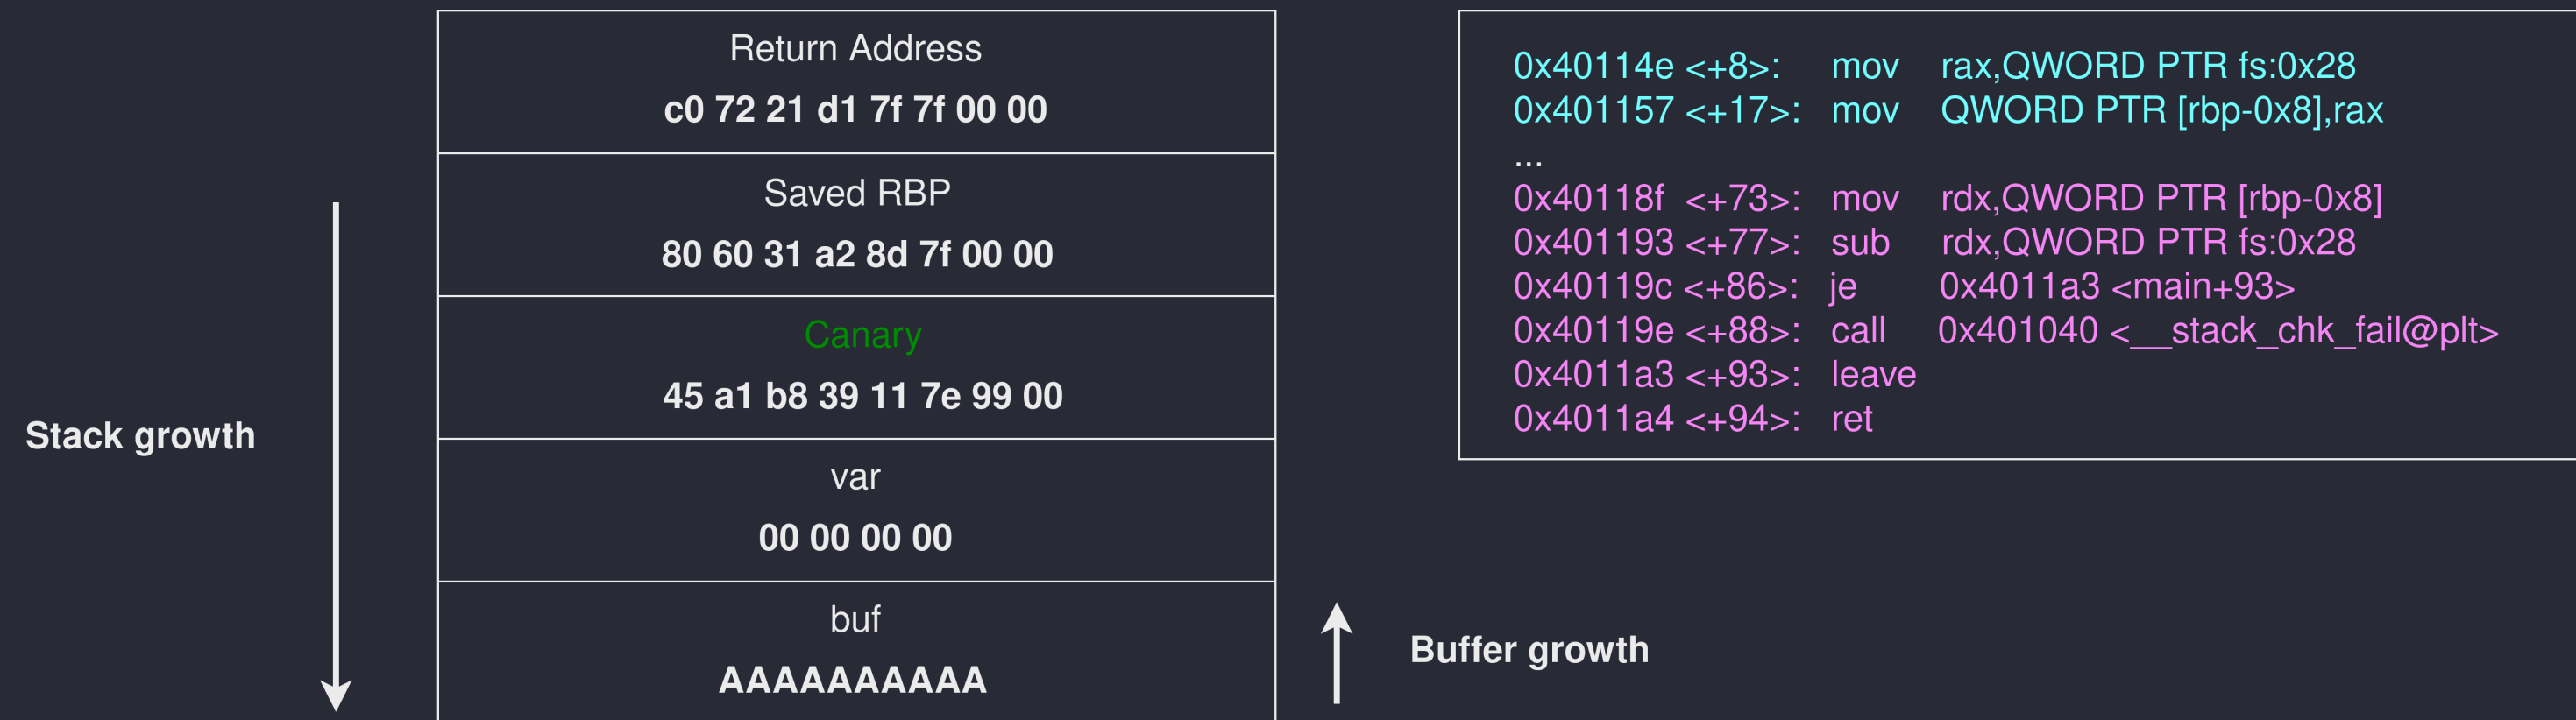 Return Address
c0 72 21 d1 7f 7f 00 00
Saved RBP
80 60 31 a2 8d 7f 00 00
Canary
45 a1 b8 39 11 7e 99 00
var
00 00 00 00
buf
AAAAAAAAAA
Stack growth
Buffer growth
0x40114e <+8>: mov rax,QWORD PTR fs:0x28
0x401157 <+17>: mov QWORD PTR [rbp-0x8],rax
...
0x40118f <+73>: mov rdx,QWORD PTR [rbp-0x8]
0x401193 <+77>: sub rdx,QWORD PTR fs:0x28
0x40119c <+86>: je 0x4011a3 <main+93>
0x40119e <+88>: call 0x401040 <__stack_chk_fail@plt>
0x4011a3 <+93>: leave
0x4011a4 <+94>: ret